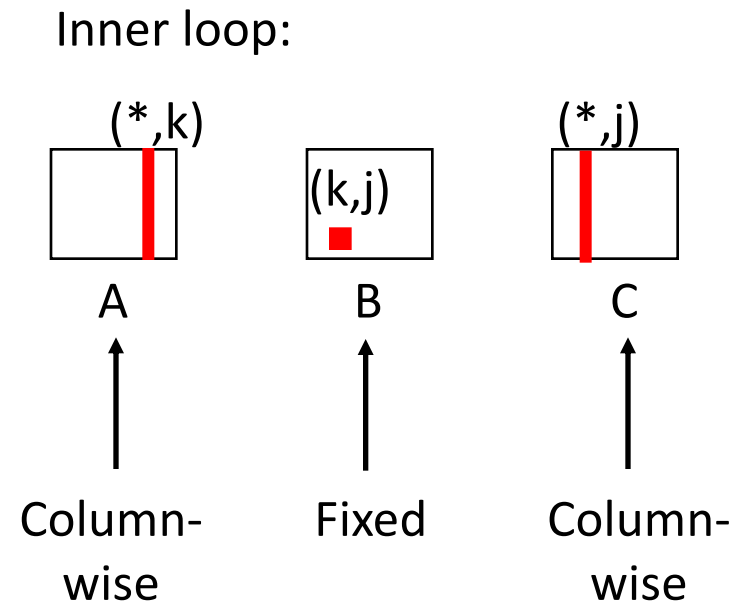 Inner loop:
(*,k)
(k,j)
(*,j)
A
B
C
Column-
wise
Fixed
Column-
wise